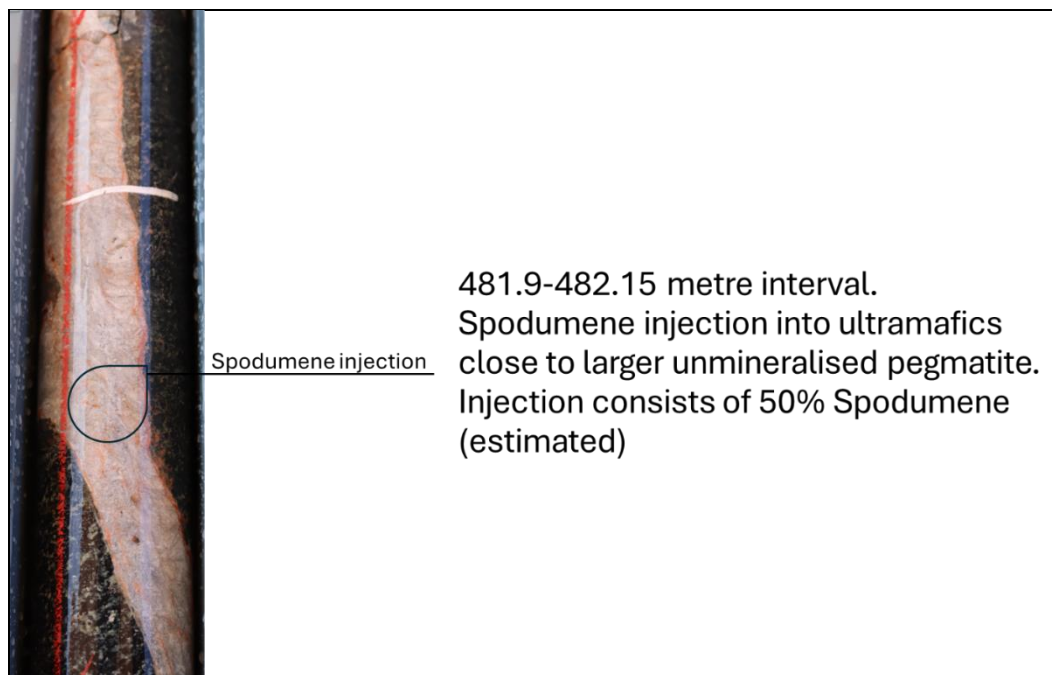 Spodumene injection
481.9-482.15 metre interval.
Spodumene injection into ultramafics
close to larger unmineralised pegmatite.
Injection consists of 50% Spodumene
(estimated)